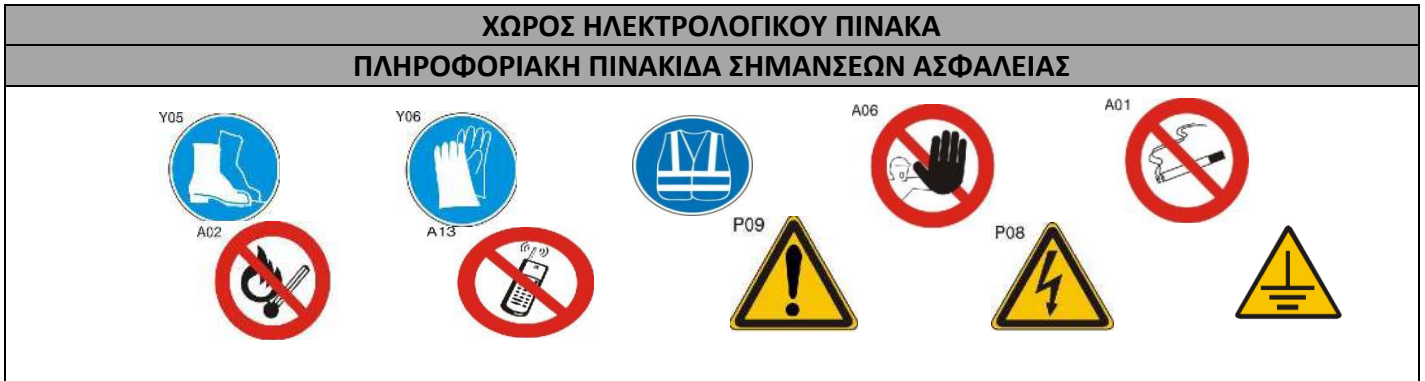 ΧΩΡΟΣ ΗΛΕΚΤΡΟΛΟΓΙΚΟΥ ΠΙΝΑΚΑ
ΠΛΗΡΟΦΟΡΙΑΚΗ ΠΙΝΑΚΙΔΑ ΣΗΜΑΝΣΕΩΝ ΑΣΦΑΛΕΙΑΣ
Y05 Y06 A06 A01
A02 A13 P09 P08